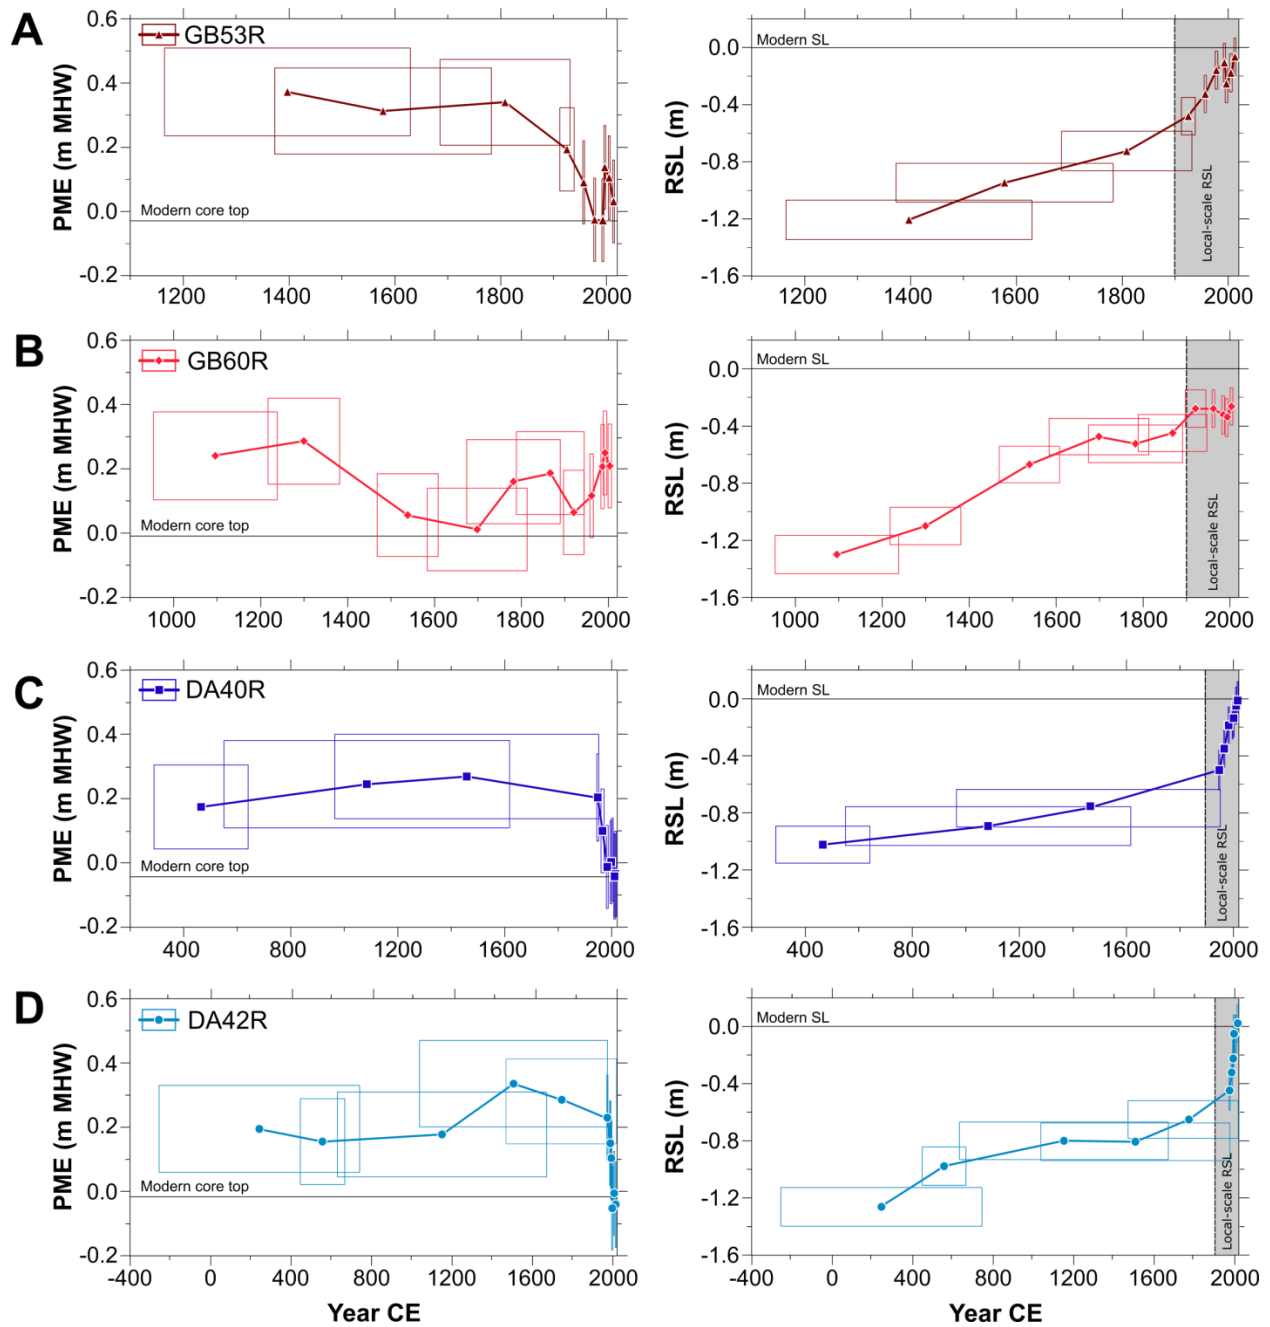 A
GB53R
PME (m MHW)
0.6
0.4
0.2
0.0
-0.2
Modern core top
1200 1400 1600 1800 2000
RSL (m)
0.0
-0.4
-0.8
-1.2
-1.6
Modern SL
Local-scale RSL
1200 1400 1600 1800 2000
B
GB60R
PME (m MHW)
0.6
0.4
0.2
0.0
-0.2
Modern core top
1000 1200 1400 1600 1800 2000
RSL (m)
0.0
-0.4
-0.8
-1.2
-1.6
Modern SL
Local-scale RSL
1000 1200 1400 1600 1800 2000
C
DA40R
PME (m MHW)
0.6
0.4
0.2
0.0
-0.2
Modern core top
400 800 1200 1600 2000
RSL (m)
0.0
-0.4
-0.8
-1.2
-1.6
Modern SL
Local-scale RSL
400 800 1200 1600 2000
D
DA42R
PME (m MHW)
0.6
0.4
0.2
0.0
-0.2
Modern core top
-400 0 400 800 1200 1600 2000
Year CE
RSL (m)
0.0
-0.4
-0.8
-1.2
-1.6
Modern SL
Local-scale RSL
-400 0 400 800 1200 1600 2000
Year CE